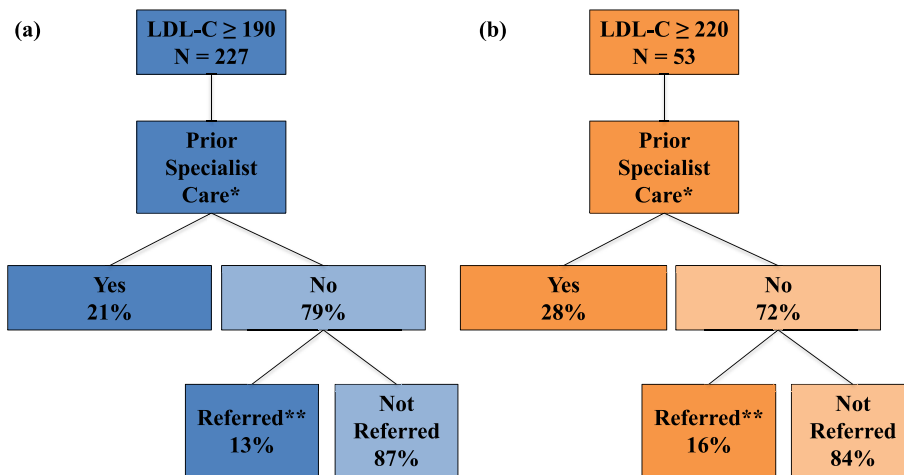 (a)
LDL-C ≥ 190
N = 227
Prior
Specialist
Care*
Yes
21%
No
79%
Referred**
13%
Not
Referred
87%
(b)
LDL-C ≥ 220
N = 53
Prior
Specialist
Care*
Yes
28%
No
72%
Referred**
16%
Not
Referred
84%